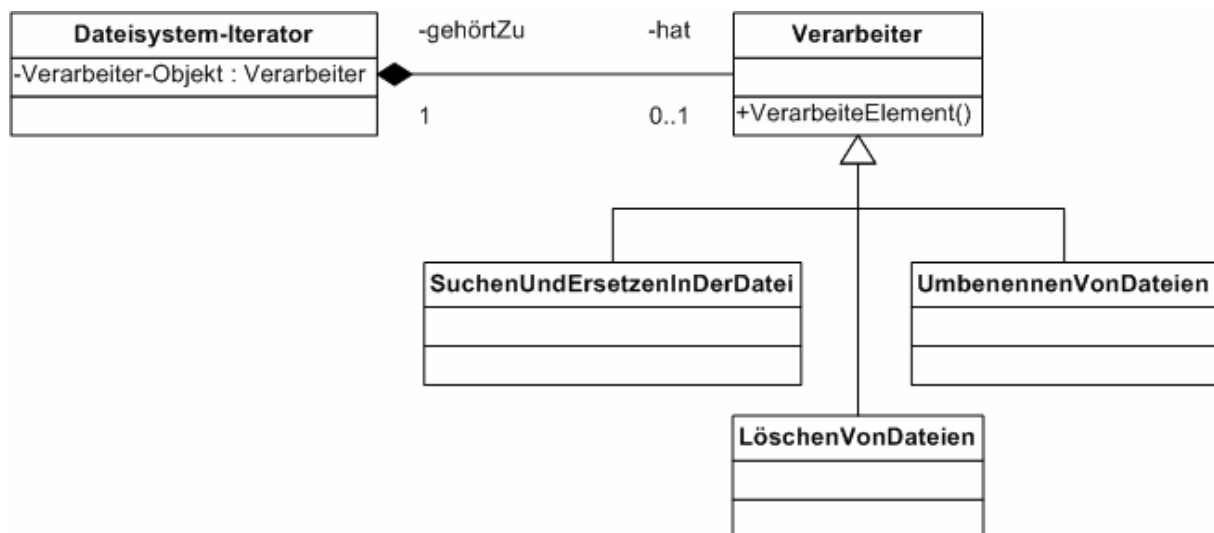 Dateisystem-Iterator
-Verarbeiter-Objekt : Verarbeiter
-gehörtZu
-hat
1
0..1
Verarbeiter
+VerarbeiteElement()
SuchenUndErsetzenInDerDatei
UmbenennenVonDateien
LöschenVonDateien